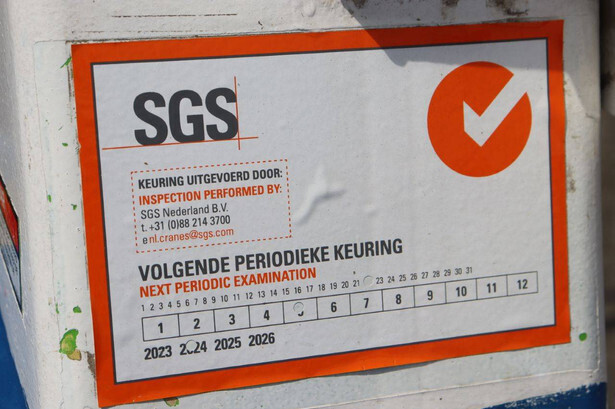 SGS
KEURING UITGEVOERD DOOR:
INSPECTION PERFORMED BY:
SGS Nederland B.V.
t. +31 (0)88 214 3700
e nl.cranes@sgs.com
VOLGENDE PERIODIEKE KEURING
NEXT PERIODIC EXAMINATION
1 2 3 4 5 6 7 8 9 10 11 12 13 14 15 16 17 18 19 20 21 23 24 25 26 27 28 29 30 31
1 2 3 4 5 6 7 8 9 10 11 12
2023 2024 2025 2026